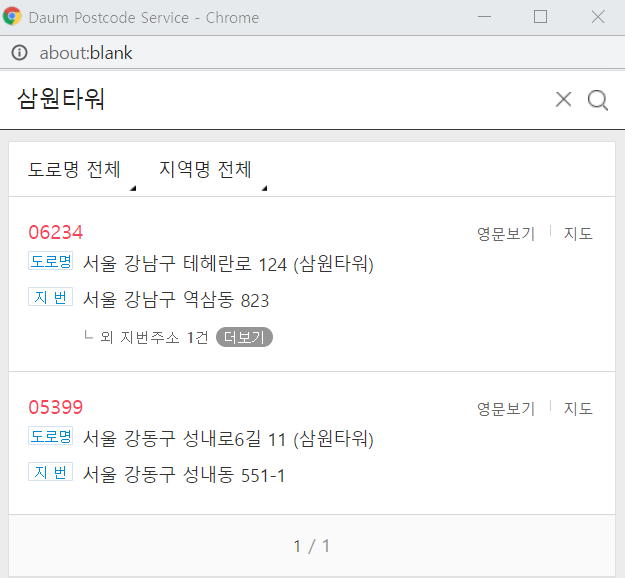 Daum Postcode Service - Chrome
about:blank
삼원타워
도로명 전체 지역명 전체
06234 영문보기 지도
도로명 서울 강남구 테헤란로 124 (삼원타워)
지 번 서울 강남구 역삼동 823
└ 외 지번주소 1건 더보기
05399 영문보기 지도
도로명 서울 강동구 성내로6길 11 (삼원타워)
지 번 서울 강동구 성내동 551-1
1 / 1